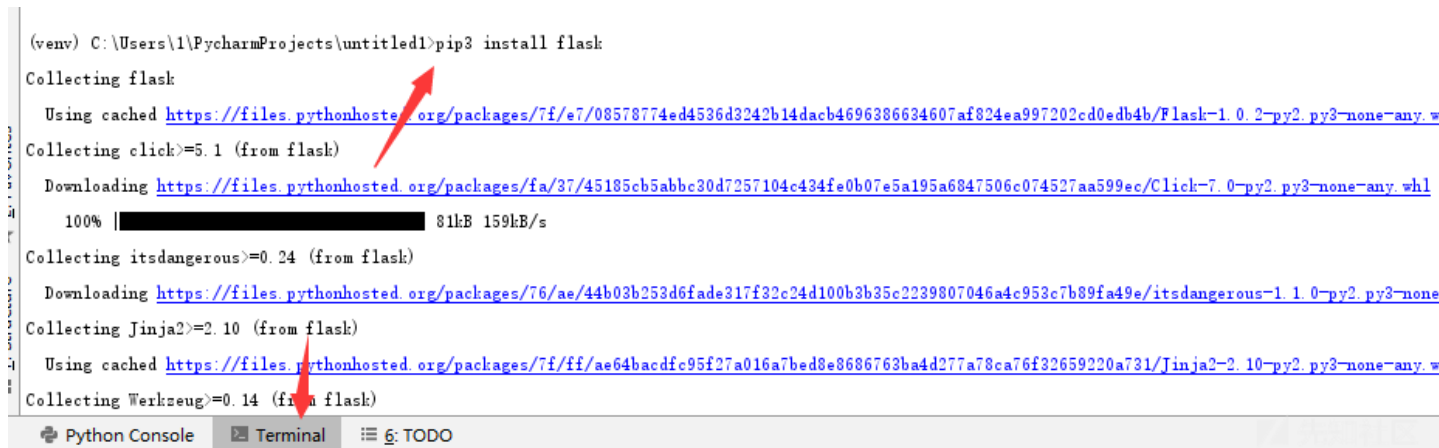 (venv) C:\Users\1\PycharmProjects\untitled1>pip3 install flask
Collecting flask
Using cached https://files.pythonhosted.org/packages/7f/e7/08578774ed4536d3242b14dacb4696386634607af824ea997202cd0edb4b/Flask-1.0.2-py2.py3-none-any.w
Collecting click>=5.1 (from flask)
Downloading https://files.pythonhosted.org/packages/fa/37/45185cb5abbc30d7257104c434fe0b07e5a195a6847506c074527aa599ec/Click-7.0-py2.py3-none-any.whl
100% | 81kB 159kB/s
Collecting itsdangerous>=0.24 (from flask)
Downloading https://files.pythonhosted.org/packages/76/ae/44b03b253d6fade317f32c24d100b3b35c2239807046a4c953c7b89fa49e/itsdangerous-1.1.0-py2.py3-none
Collecting Jinja2>=2.10 (from flask)
Using cached https://files.pythonhosted.org/packages/7f/ff/ae64bacdfc95f27a016a7bed8e8686763ba4d277a78ca76f32659220a731/Jinja2-2.10-py2.py3-none-any.w
Collecting Werkzeug>=0.14 (from flask)
Python Console Terminal 6: TODO